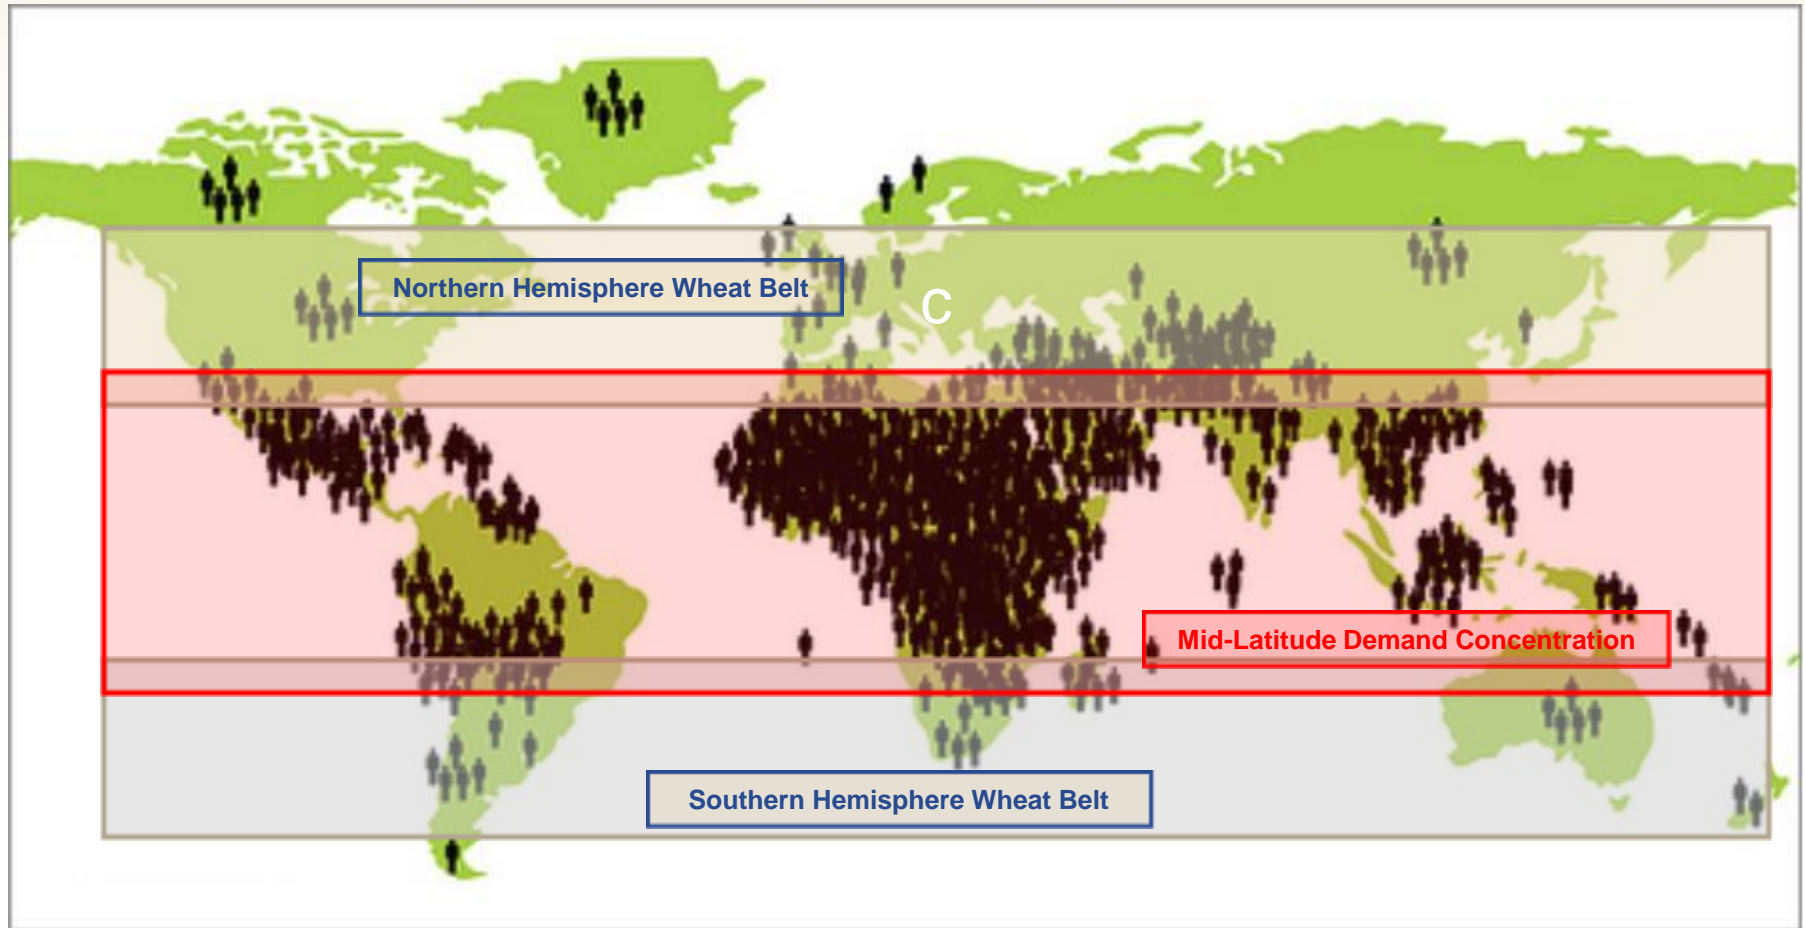 Northern Hemisphere Wheat Belt
C
Mid-Latitude Demand Concentration
Southern Hemisphere Wheat Belt